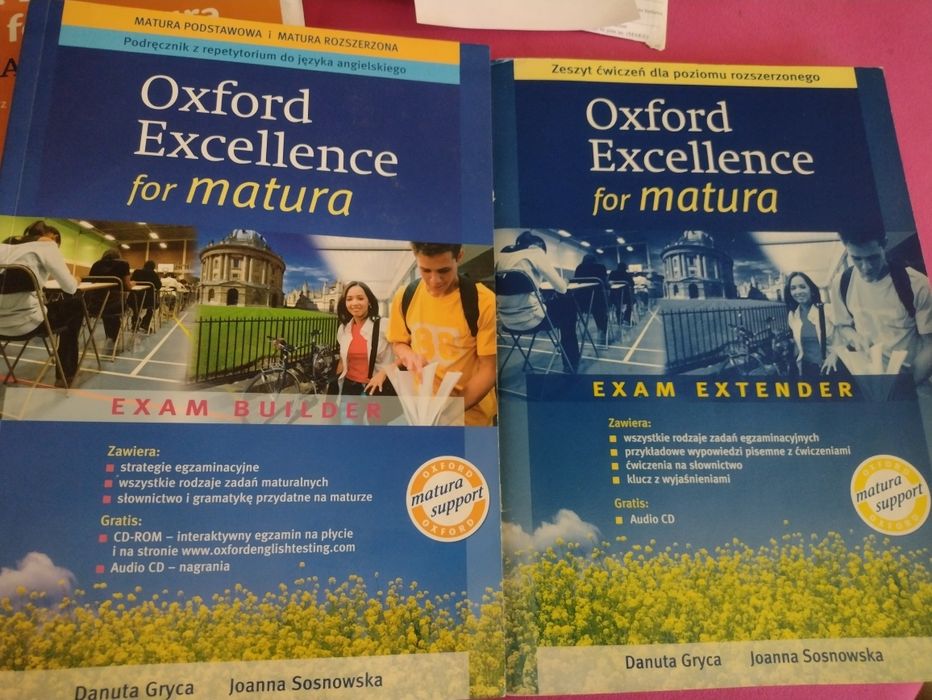 MATURA PODSTAWOWA i MATURA ROZSZERZONA
Podręcznik z repetytorium do języka angielskiego
Oxford
Excellence
for matura
EXAM BUILDER
Zawiera:
strategie egzaminacyjne
wszystkie rodzaje zadań maturalnych
słownictwo i gramatykę przydatne na maturze
Gratis:
CD-ROM – interaktywny egzamin na płycie
i na stronie www.oxfordenglishtesting.com
Audio CD – nagrania
OXFORD
matura
support
OXFORD
Danuta Gryca Joanna Sosnowska
Zeszyt ćwiczeń dla poziomu rozszerzonego
Oxford
Excellence
for matura
EXAM EXTENDER
Zawiera:
wszystkie rodzaje zadań egzaminacyjnych
przykładowe wypowiedzi pisemne z ćwiczeniami
ćwiczenia na słownictwo
klucz z wyjaśnieniami
Gratis:
Audio CD
OXFORD
matura
support
OXFORD
Danuta Gryca Joanna Sosnowska